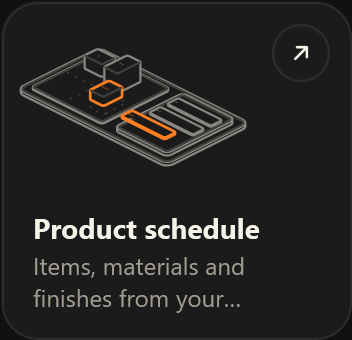 Product schedule
Items, materials and
finishes from your...